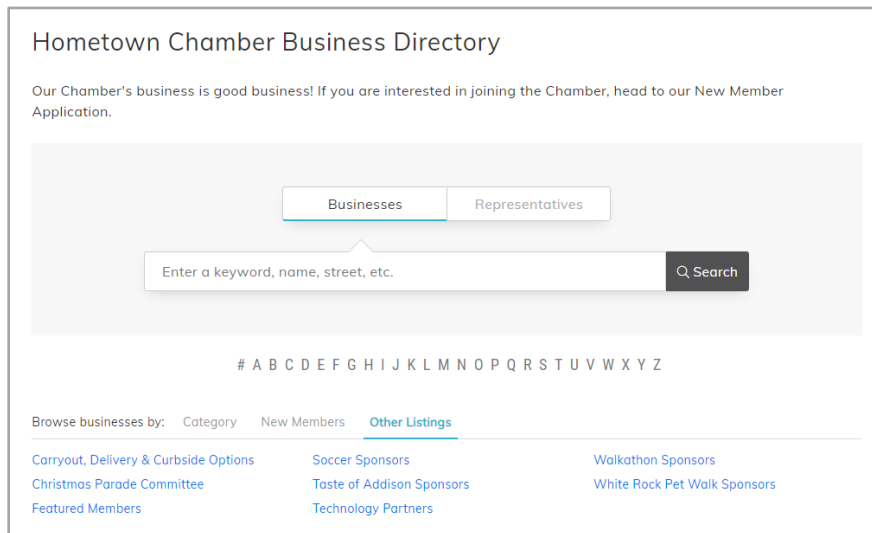 Hometown Chamber Business Directory
Our Chamber's business is good business! If you are interested in joining the Chamber, head to our New Member
Application.
Businesses Representatives
Enter a keyword, name, street, etc. Search
# A B C D E F G H I J K L M N O P Q R S T U V W X Y Z
Browse businesses by: Category New Members Other Listings
Carryout, Delivery & Curbside Options Soccer Sponsors Walkathon Sponsors
Christmas Parade Committee Taste of Addison Sponsors White Rock Pet Walk Sponsors
Featured Members Technology Partners